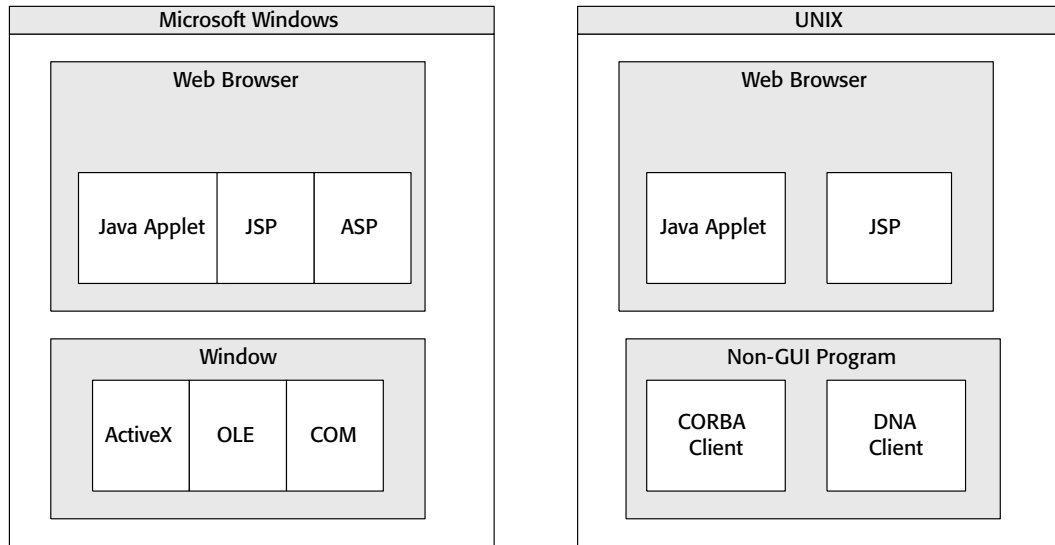 Microsoft Windows
Web Browser
Java Applet
JSP
ASP
Window
ActiveX
OLE
COM
UNIX
Web Browser
Java Applet
JSP
Non-GUI Program
CORBA
Client
DNA
Client